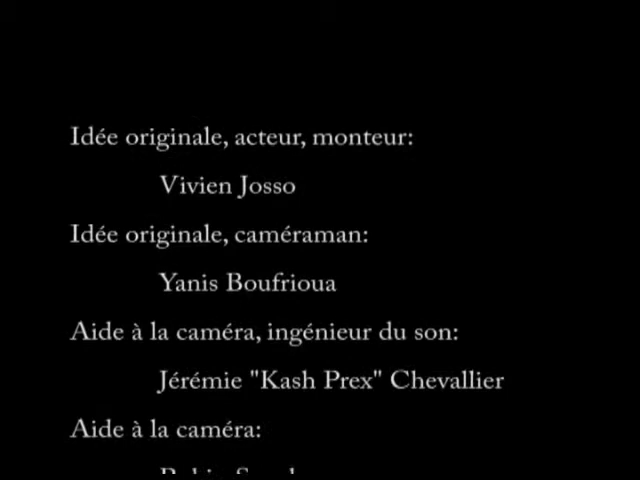 Idée originale, acteur, monteur:
Vivien Josso
Idée originale, caméraman:
Yanis Boufrioua
Aide à la caméra, ingénieur du son:
Jérémie "Kash Prex" Chevallier
Aide à la caméra: